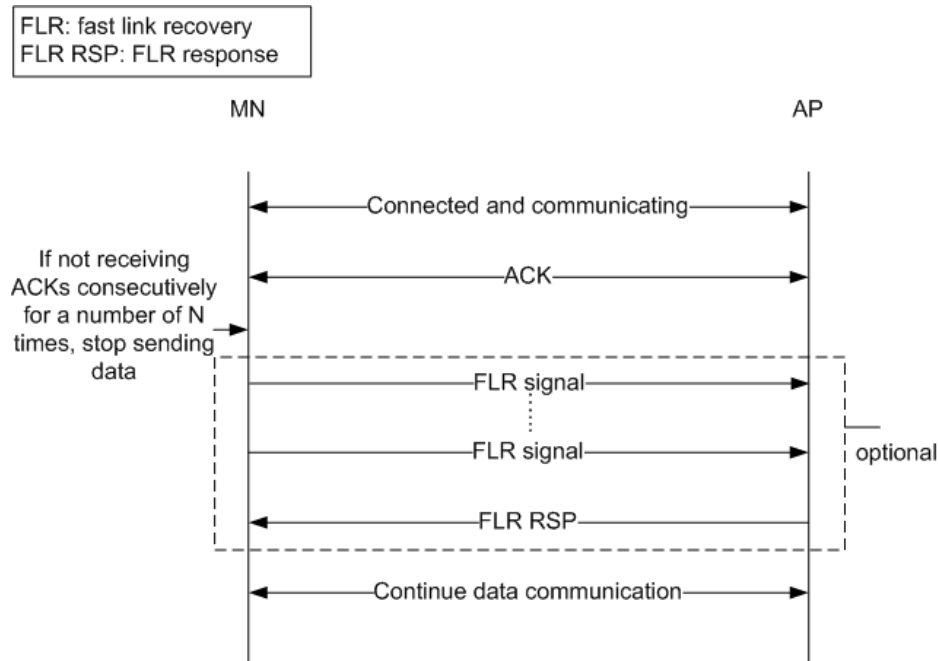 FLR: fast link recovery
FLR RSP: FLR response
MN
AP
Connected and communicating
If not receiving
ACKs consecutively
for a number of N
times, stop sending
data
ACK
FLR signal
FLR signal
optional
FLR RSP
Continue data communication